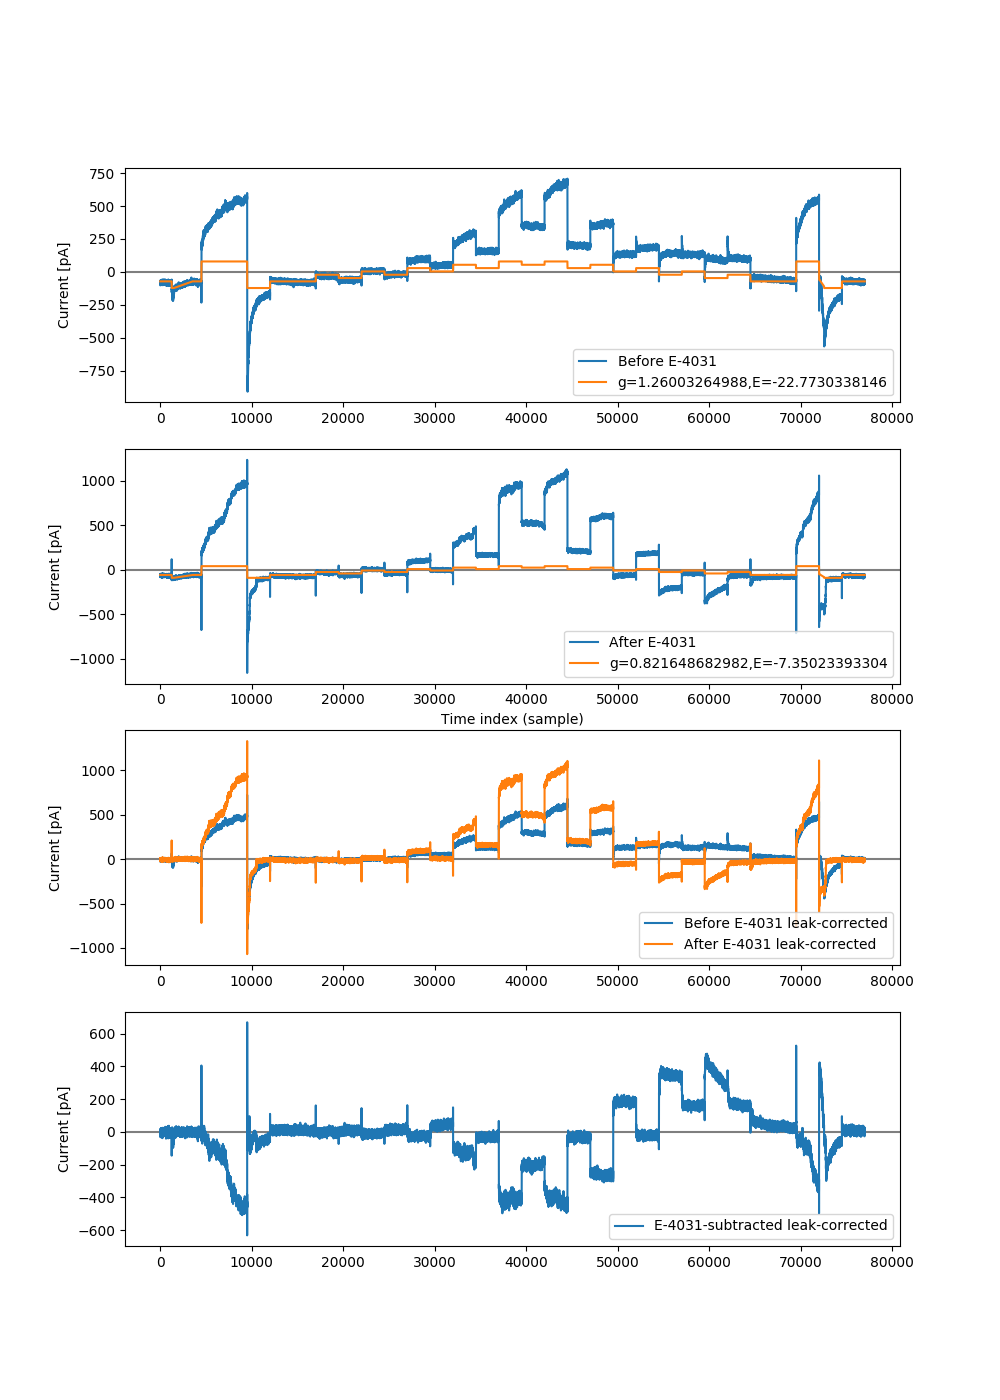 750
500
250
0
−250
−500
−750
Current [pA]
Before E-4031
g=1.26003264988,E=-22.7730338146
0 10000 20000 30000 40000 50000 60000 70000 80000
1000
500
0
−500
−1000
Current [pA]
After E-4031
g=0.821648682982,E=-7.35023393304
0 10000 20000 30000 40000 50000 60000 70000 80000
Time index (sample)
1000
500
0
−500
−1000
Current [pA]
Before E-4031 leak-corrected
After E-4031 leak-corrected
0 10000 20000 30000 40000 50000 60000 70000 80000
600
400
200
0
−200
−400
−600
Current [pA]
E-4031-subtracted leak-corrected
0 10000 20000 30000 40000 50000 60000 70000 80000